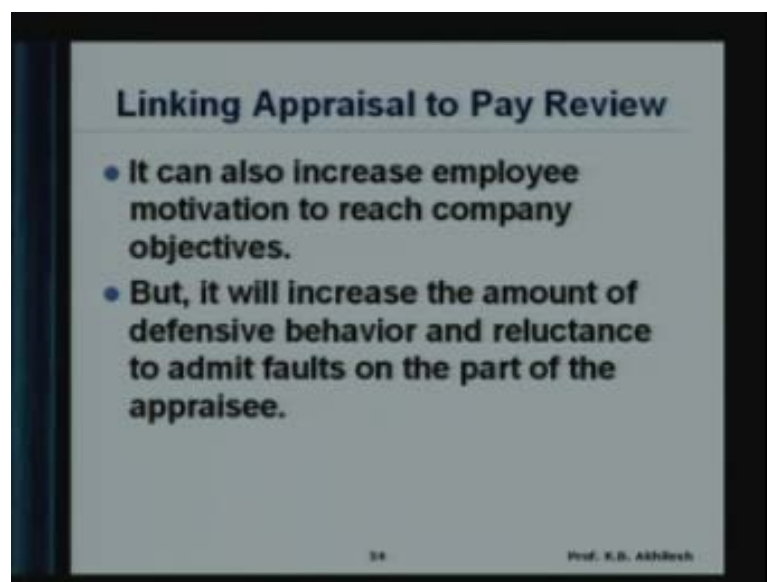 Linking Appraisal to Pay Review
• It can also increase employee
motivation to reach company
objectives.
• But, it will increase the amount of
defensive behavior and reluctance
to admit faults on the part of the
appraisee.
Prof. K.B. Akhilesh